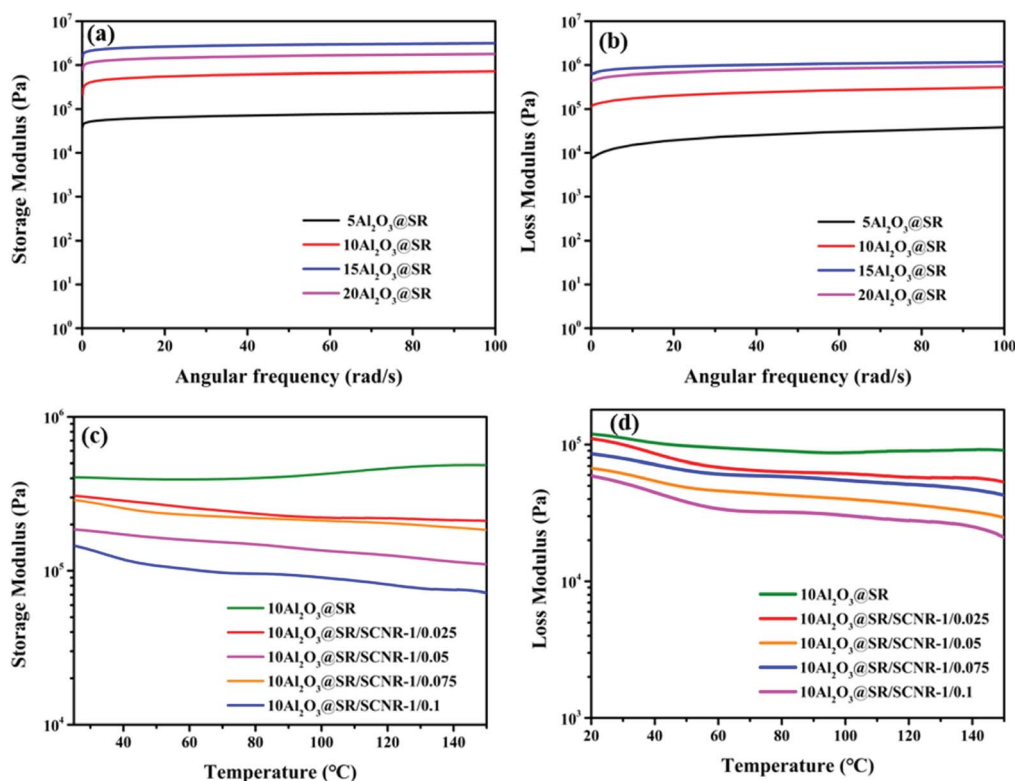 (a)
Storage Modulus (Pa)
10⁷
10⁶
10⁵
10⁴
10³
10²
10¹
10⁰
5Al₂O₃@SR
10Al₂O₃@SR
15Al₂O₃@SR
20Al₂O₃@SR
0 20 40 60 80 100
Angular frequency (rad/s)
(b)
Loss Modulus (Pa)
10⁷
10⁶
10⁵
10⁴
10³
10²
10¹
10⁰
5Al₂O₃@SR
10Al₂O₃@SR
15Al₂O₃@SR
20Al₂O₃@SR
0 20 40 60 80 100
Angular frequency (rad/s)
(c)
Storage Modulus (Pa)
10⁶
10⁵
10⁴
10Al₂O₃@SR
10Al₂O₃@SR/SCNR-1/0.025
10Al₂O₃@SR/SCNR-1/0.05
10Al₂O₃@SR/SCNR-1/0.075
10Al₂O₃@SR/SCNR-1/0.1
40 60 80 100 120 140
Temperature (°C)
(d)
Loss Modulus (Pa)
10⁵
10⁴
10³
10Al₂O₃@SR
10Al₂O₃@SR/SCNR-1/0.025
10Al₂O₃@SR/SCNR-1/0.05
10Al₂O₃@SR/SCNR-1/0.075
10Al₂O₃@SR/SCNR-1/0.1
20 40 60 80 100 120 140
Temperature (°C)